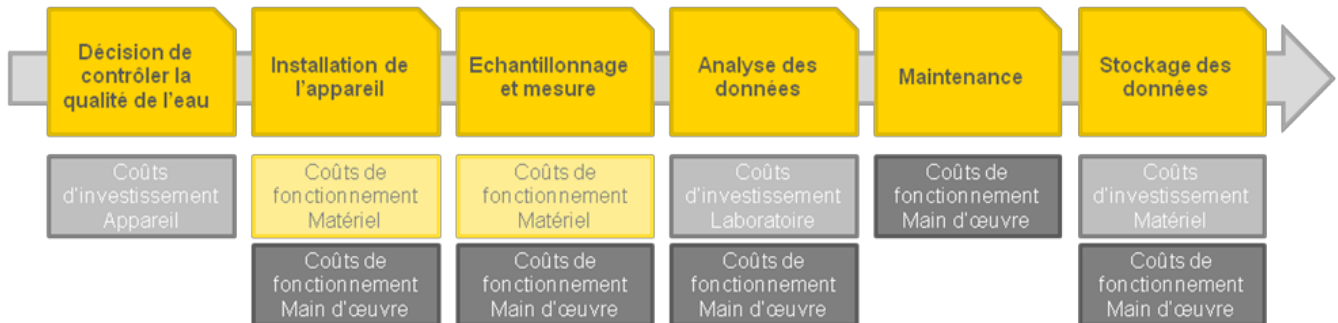 Décision de
contrôler la
qualité de l'eau
Installation de
l'appareil
Echantillonnage
et mesure
Analyse des
données
Maintenance
Stockage des
données
Coûts
d'investissement
Appareil
Coûts de
fonctionnement
Matériel
Coûts de
fonctionnement
Matériel
Coûts
d'investissement
Laboratoire
Coûts de
fonctionnement
Main d'œuvre
Coûts
d'investissement
Matériel
Coûts de
fonctionnement
Main d'œuvre
Coûts de
fonctionnement
Main d'œuvre
Coûts de
fonctionnement
Main d'œuvre
Coûts de
fonctionnement
Main d'œuvre